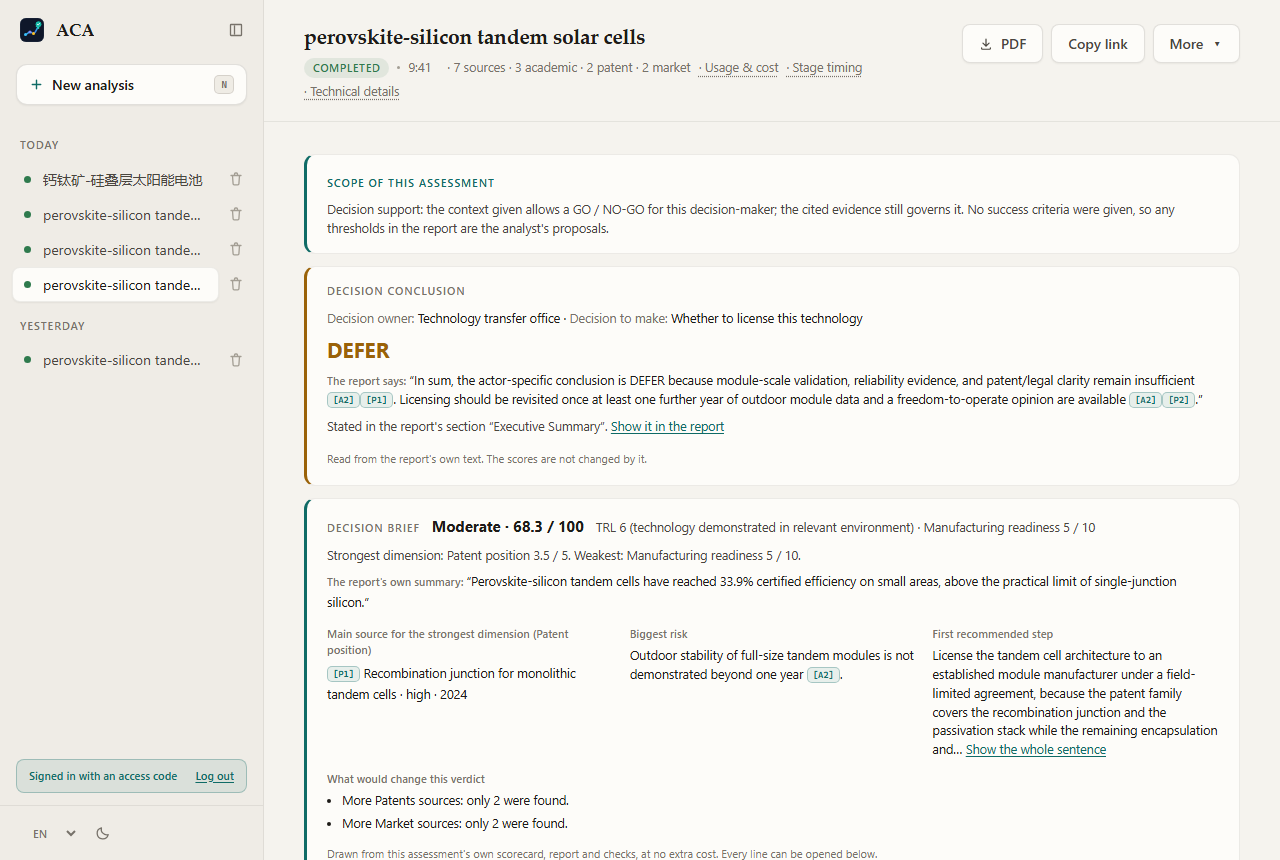 ACA
New analysis
N
TODAY
钙钛矿-硅叠层太阳能电池
perovskite-silicon tande...
perovskite-silicon tande...
perovskite-silicon tande...
YESTERDAY
perovskite-silicon tande...
Signed in with an access code Log out
EN
perovskite-silicon tandem solar cells
COMPLETED • 9:41 · 7 sources · 3 academic · 2 patent · 2 market · Usage & cost · Stage timing
· Technical details
PDF
Copy link
More
SCOPE OF THIS ASSESSMENT
Decision support: the context given allows a GO / NO-GO for this decision-maker; the cited evidence still governs it. No success criteria were given, so any
thresholds in the report are the analyst's proposals.
DECISION CONCLUSION
Decision owner: Technology transfer office · Decision to make: Whether to license this technology
DEFER
The report says: “In sum, the actor-specific conclusion is DEFER because module-scale validation, reliability evidence, and patent/legal clarity remain insufficient
[A2] [P1]. Licensing should be revisited once at least one further year of outdoor module data and a freedom-to-operate opinion are available [A2] [P2].”
Stated in the report's section “Executive Summary”. Show it in the report
Read from the report's own text. The scores are not changed by it.
DECISION BRIEF Moderate · 68.3 / 100 TRL 6 (technology demonstrated in relevant environment) · Manufacturing readiness 5 / 10
Strongest dimension: Patent position 3.5 / 5. Weakest: Manufacturing readiness 5 / 10.
The report's own summary: “Perovskite-silicon tandem cells have reached 33.9% certified efficiency on small areas, above the practical limit of single-junction
silicon.”
Main source for the strongest dimension (Patent
position)
[P1] Recombination junction for monolithic
tandem cells · high · 2024
Biggest risk
Outdoor stability of full-size tandem modules is not
demonstrated beyond one year [A2].
First recommended step
License the tandem cell architecture to an
established module manufacturer under a field-
limited agreement, because the patent family
covers the recombination junction and the
passivation stack while the remaining encapsulation
and... Show the whole sentence
What would change this verdict
• More Patents sources: only 2 were found.
• More Market sources: only 2 were found.
Drawn from this assessment's own scorecard, report and checks, at no extra cost. Every line can be opened below.